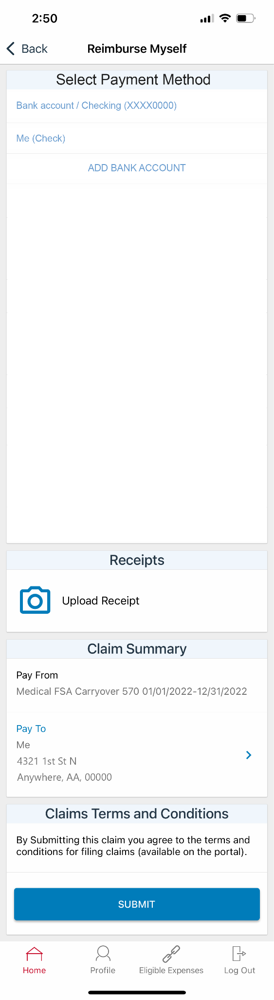 2:50
Back
Reimburse Myself
Select Payment Method
Bank account / Checking (XXXX0000)
Me (Check)
ADD BANK ACCOUNT
Receipts
Upload Receipt
Claim Summary
Pay From
Medical FSA Carryover 570 01/01/2022-12/31/2022
Pay To
Me
4321 1st St N
Anywhere, AA, 00000
Claims Terms and Conditions
By Submitting this claim you agree to the terms and
conditions for filing claims (available on the portal).
SUBMIT
Home
Profile
Eligible Expenses
Log Out